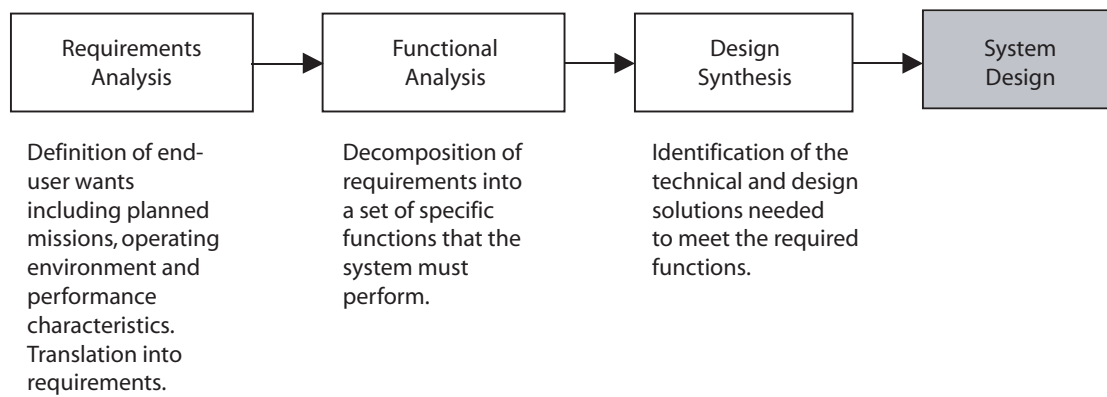 Requirements
Analysis
Functional
Analysis
Design
Synthesis
System
Design
Definition of end-
user wants
including planned
missions, operating
environment and
performance
characteristics.
Translation into
requirements.
Decomposition of
requirements into
a set of specific
functions that the
system must
perform.
Identification of the
technical and design
solutions needed
to meet the required
functions.